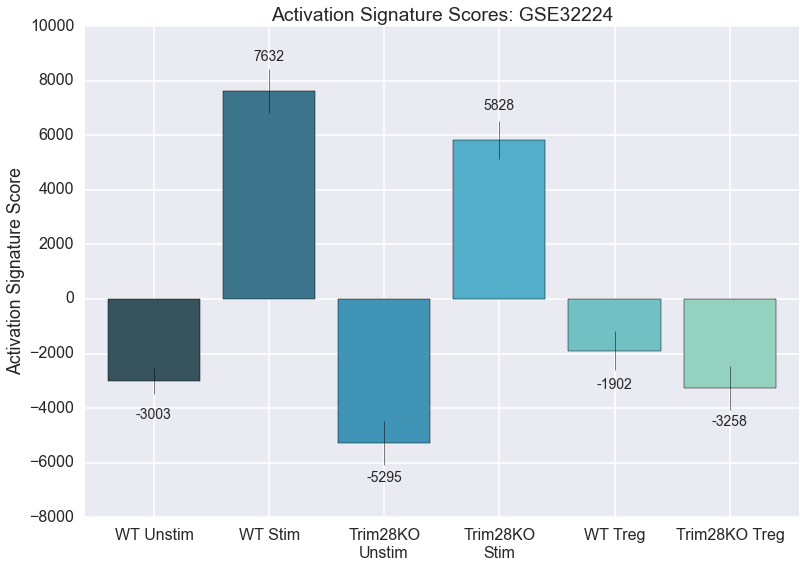 Activation Signature Scores: GSE32224
Activation Signature Score
10000
8000
6000
4000
2000
0
−2000
−4000
−6000
−8000
7632
5828
-3003
-5295
-1902
-3258
WT Unstim
WT Stim
Trim28KO
Unstim
Trim28KO
Stim
WT Treg
Trim28KO Treg